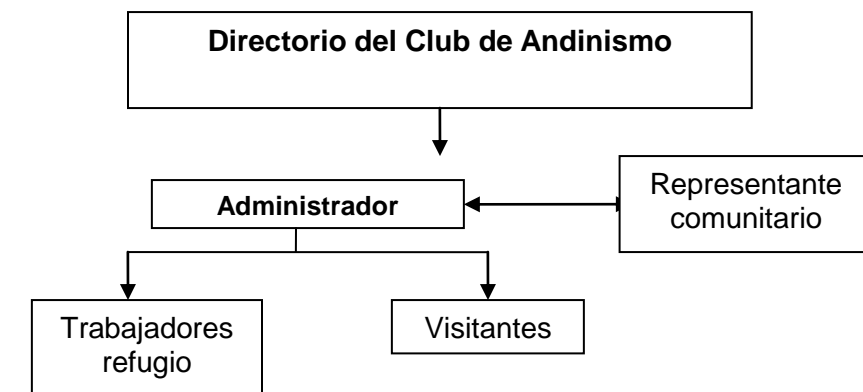 Directorio del Club de Andinismo
Administrador
Representante
comunitario
Trabajadores
refugio
Visitantes